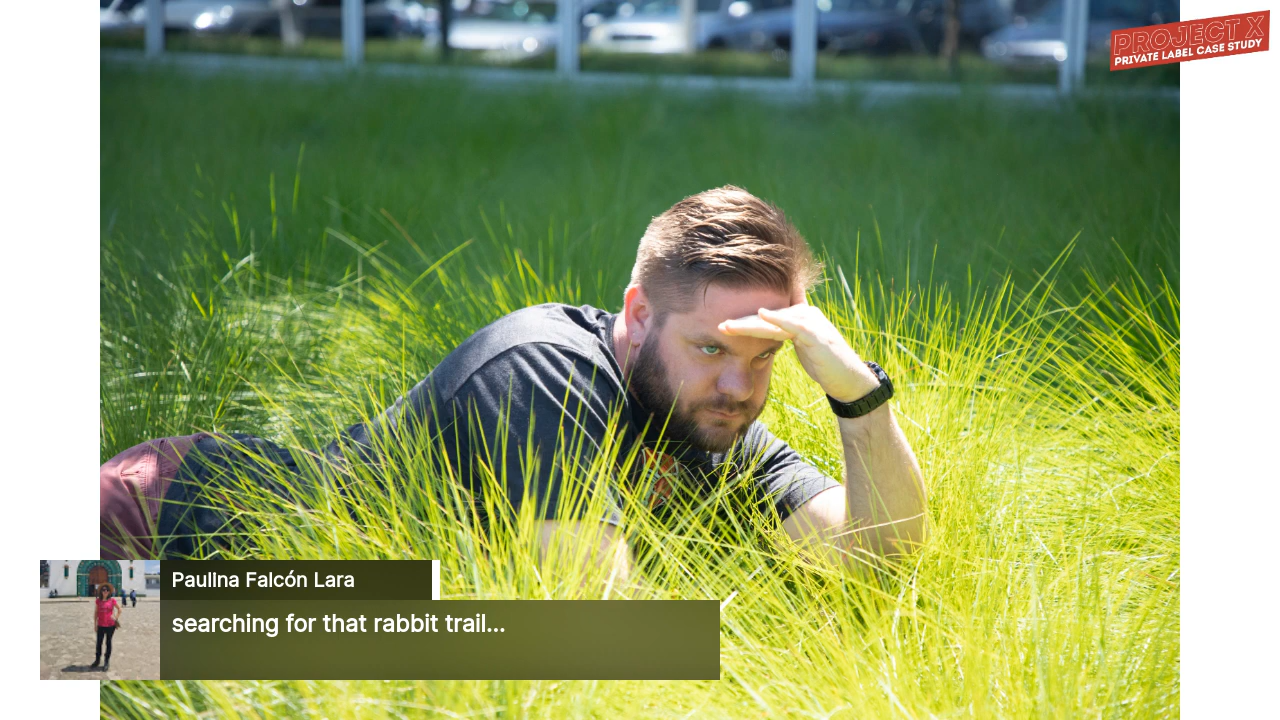 PROJECT X
PRIVATE LABEL CASE STUDY
Paulina Falcón Lara
searching for that rabbit trail...